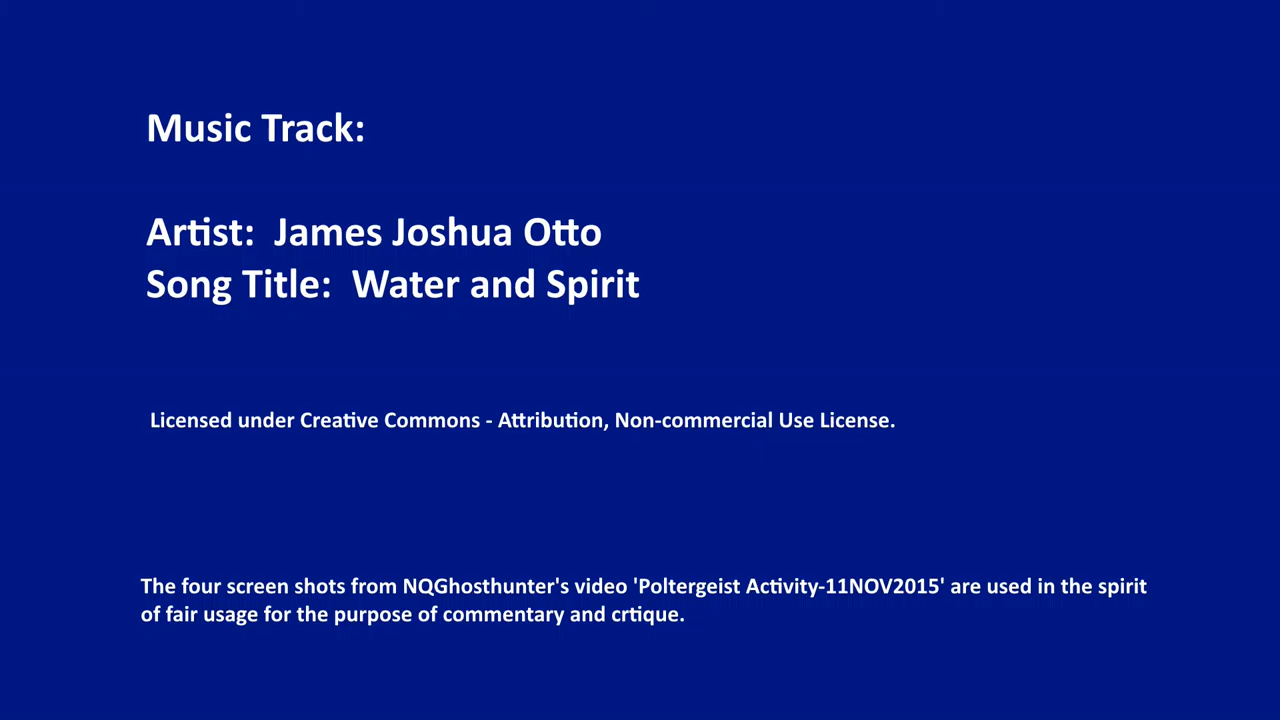 Music Track:
Artist: James Joshua Otto
Song Title: Water and Spirit
Licensed under Creative Commons - Attribution, Non-commercial Use License.
The four screen shots from NQGhosthunter's video 'Poltergeist Activity-11NOV2015' are used in the spirit
of fair usage for the purpose of commentary and crtique.